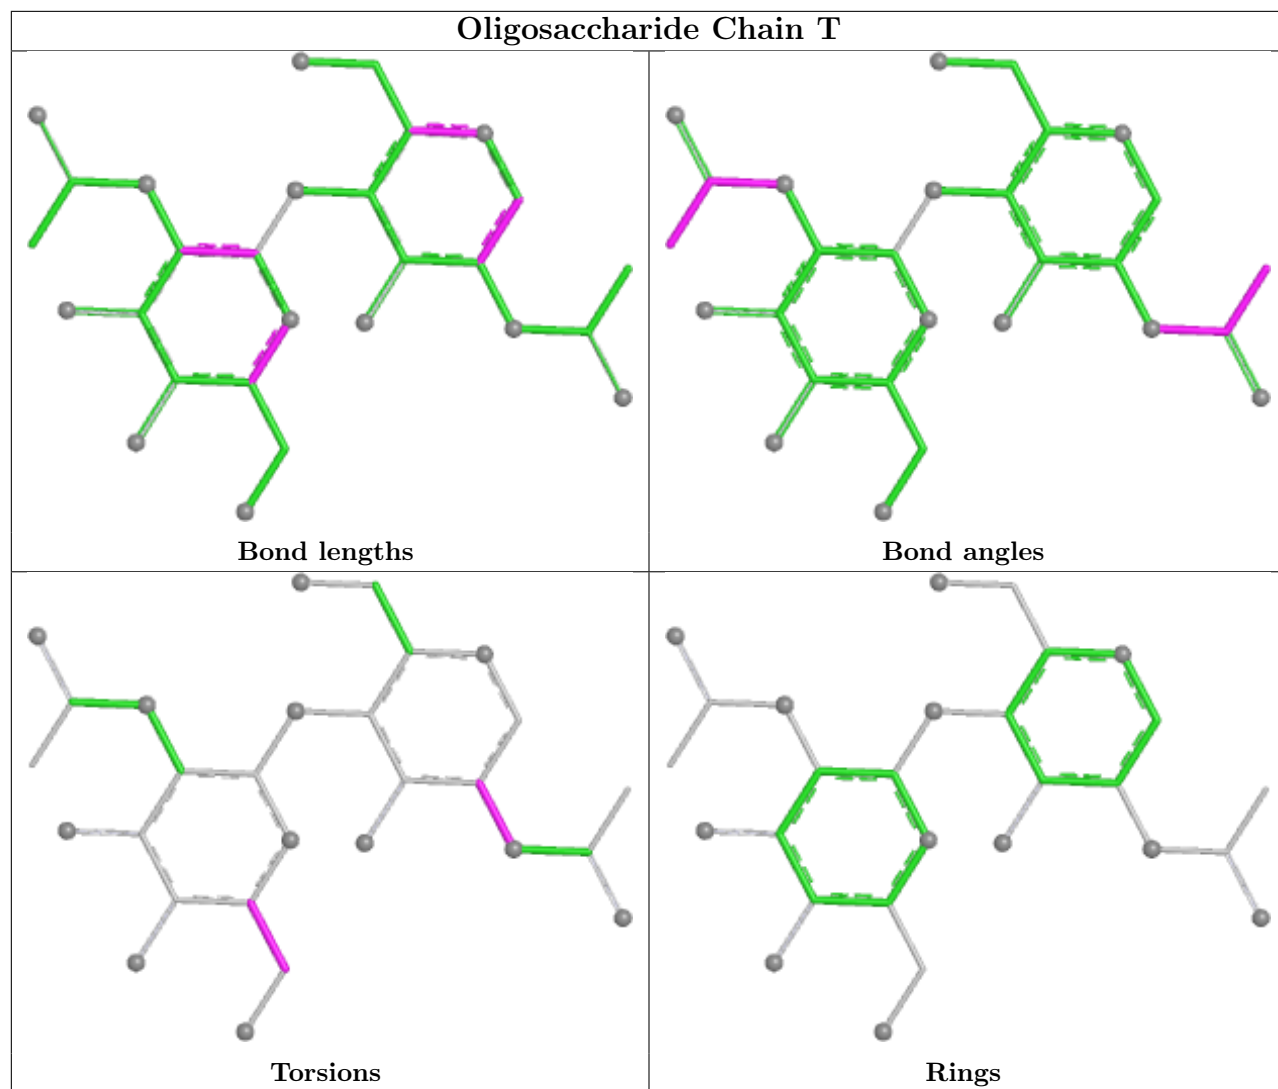 Oligosaccharide Chain T
Bond lengths
Bond angles
Torsions
Rings